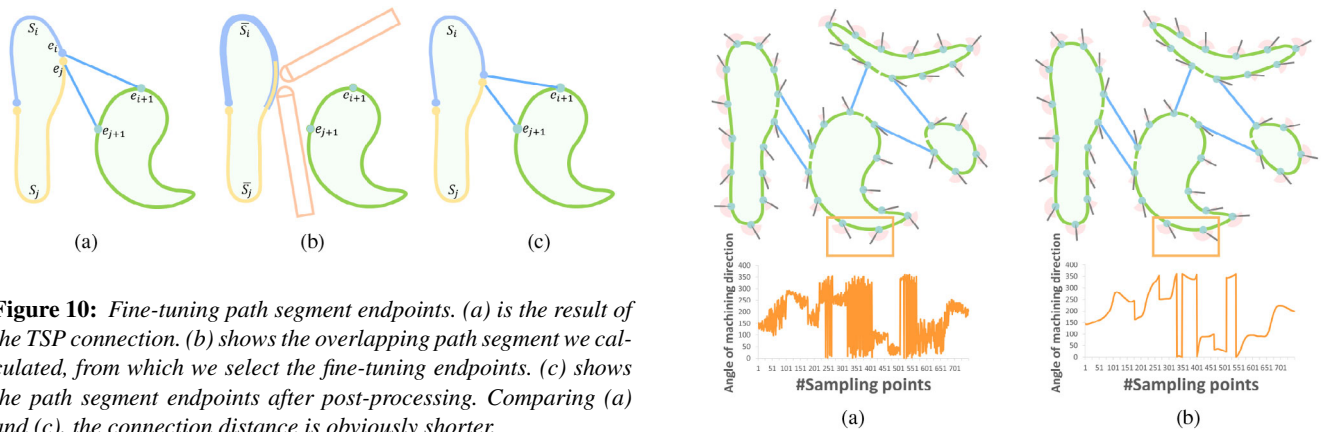 S_i
e_i
e_j
e_{i+1}
e_{j+1}
S_j
(a)
S̅_i
e_{i+1}
e_{j+1}
S̅_j
(b)
S_i
e_{i+1}
e_{j+1}
S_j
(c)
Figure 10: Fine-tuning path segment endpoints. (a) is the result of
the TSP connection. (b) shows the overlapping path segment we cal-
culated, from which we select the fine-tuning endpoints. (c) shows
the path segment endpoints after post-processing. Comparing (a)
and (c), the connection distance is obviously shorter.
Angle of machining direction
400
350
300
250
200
150
100
50
0
1 51 101 151 201 251 301 351 401 451 501 551 601 651 701
#Sampling points
(a)
Angle of machining direction
400
350
300
250
200
150
100
50
0
1 51 101 151 201 251 301 351 401 451 501 551 601 651 701
#Sampling points
(b)